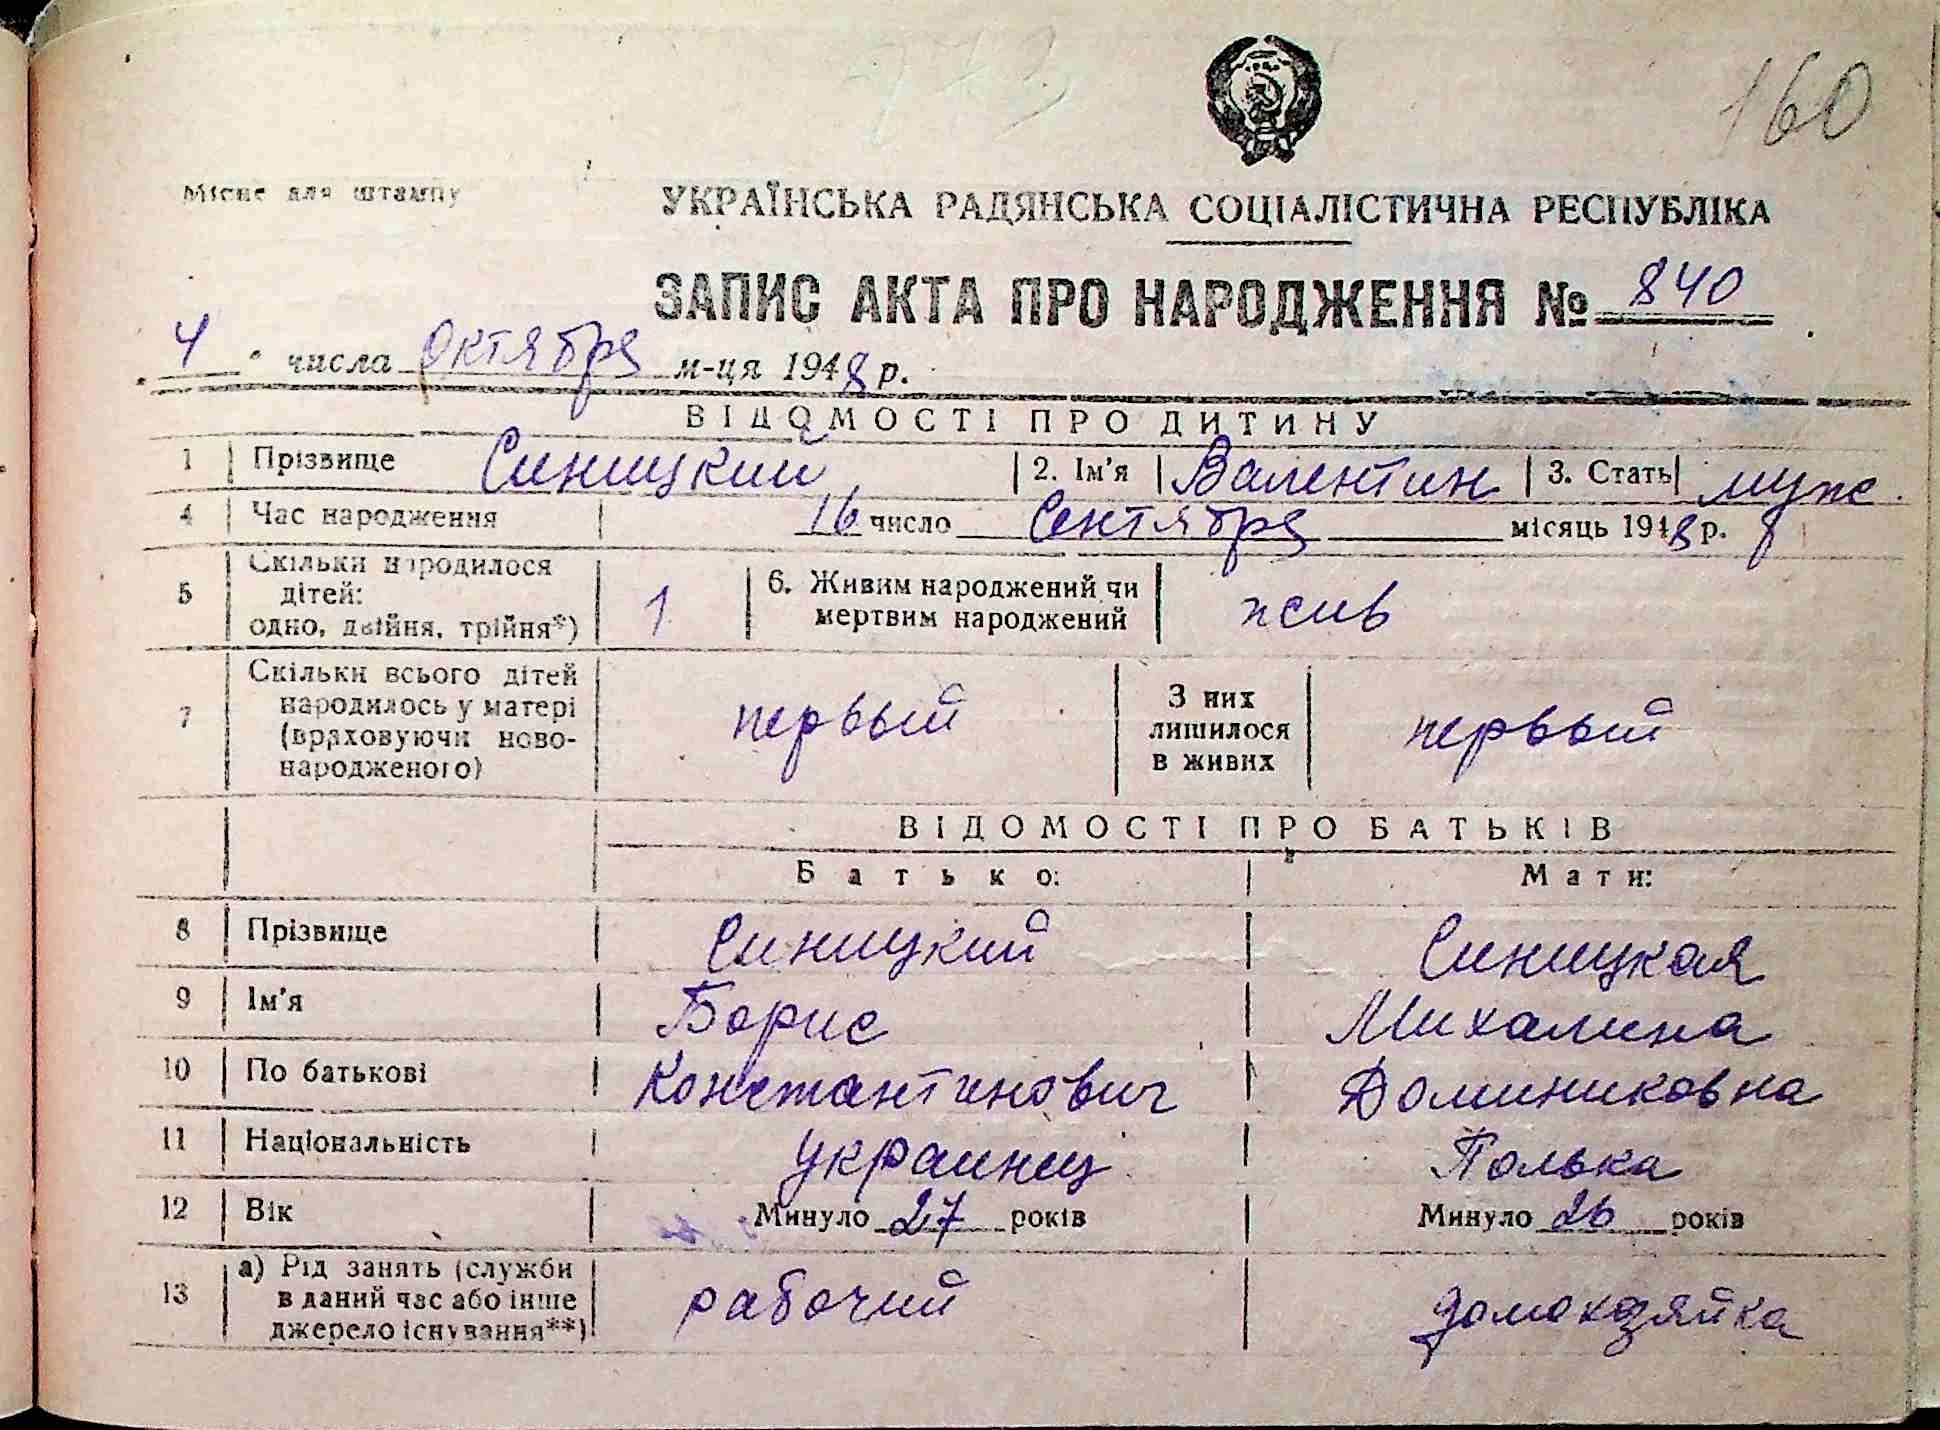 773
160
Місце для штампу
УКРАЇНСЬКА РАДЯНСЬКА СОЦІАЛІСТИЧНА РЕСПУБЛІКА
ЗАПИС АКТА ПРО НАРОДЖЕННЯ № 840
4 числа октября м-ця 1948 р.
ВІДОМОСТІ ПРО ДИТИНУ
1 Прізвище Синицкий 2. Ім'я Валентин 3. Стать муж.
4 Час народження 16 число Сентября місяць 1948 р.
5 Скільки народилося дітей: одно, двійня, трійня*) 1 6. Живим народжений чи мертвим народжений жив
7 Скільки всього дітей народилось у матері (враховуючи ново-народженого) первый З них лишилося в живих первый
ВІДОМОСТІ ПРО БАТЬКІВ
Батько: Мати:
8 Прізвище Синицкий Синицкая
9 Ім'я Борис Михалина
10 По батькові Константинович Доминиковна
11 Національність украинец Полька
12 Вік Минуло 27 років Минуло 26 років
13 а) Рід занять (служби в даний час або інше джерело існування**) рабочий домохозяйка